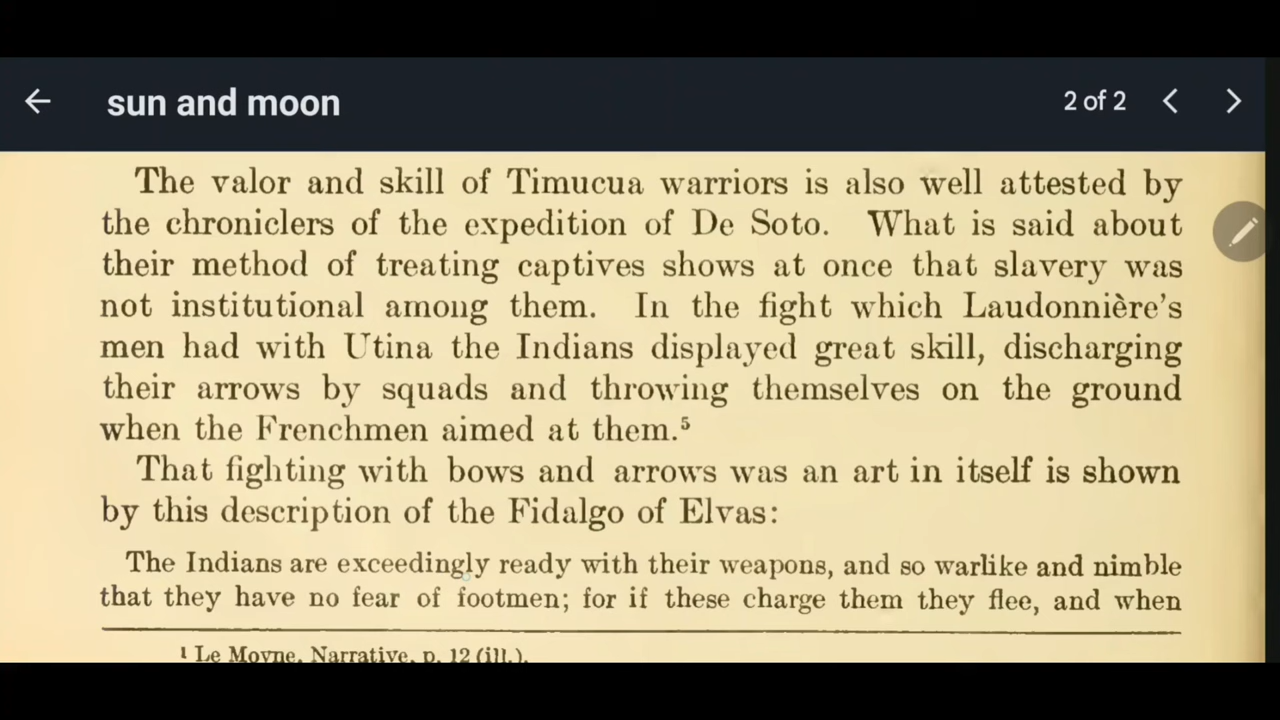 sun and moon
2 of 2
The valor and skill of Timucua warriors is also well attested by
the chroniclers of the expedition of De Soto. What is said about
their method of treating captives shows at once that slavery was
not institutional among them. In the fight which Laudonnière's
men had with Utina the Indians displayed great skill, discharging
their arrows by squads and throwing themselves on the ground
when the Frenchmen aimed at them.⁵
That fighting with bows and arrows was an art in itself is shown
by this description of the Fidalgo of Elvas:
The Indians are exceedingly ready with their weapons, and so warlike and nimble
that they have no fear of footmen; for if these charge them they flee, and when
¹ Le Moyne, Narrative, p. 12 (ill.).